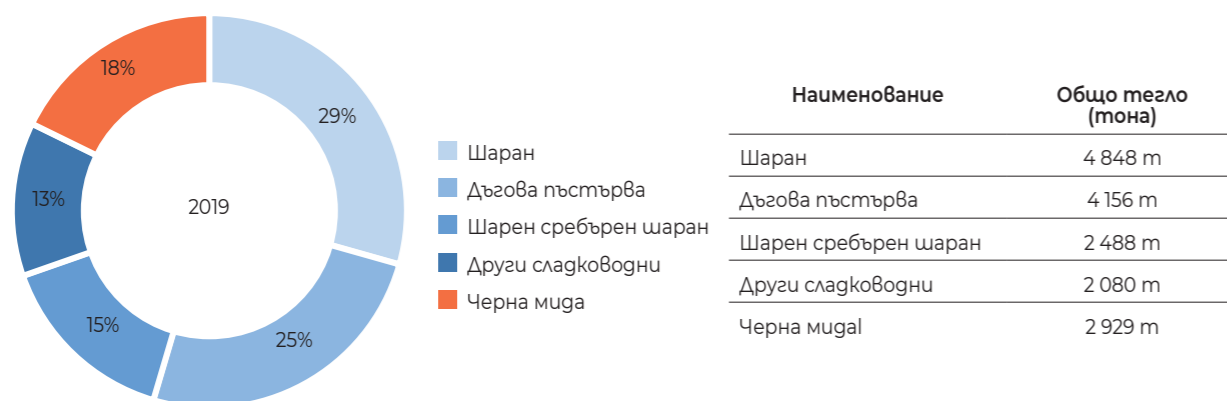 18%
29%
13%
2019
15%
25%
Шаран
Дъгова пъстърва
Шарен сребърен шаран
Други сладководни
Черна мида
Наименование Общо тегло
(тона)
Шаран 4 848 т
Дъгова пъстърва 4 156 т
Шарен сребърен шаран 2 488 т
Други сладководни 2 080 т
Черна мидаl 2 929 т